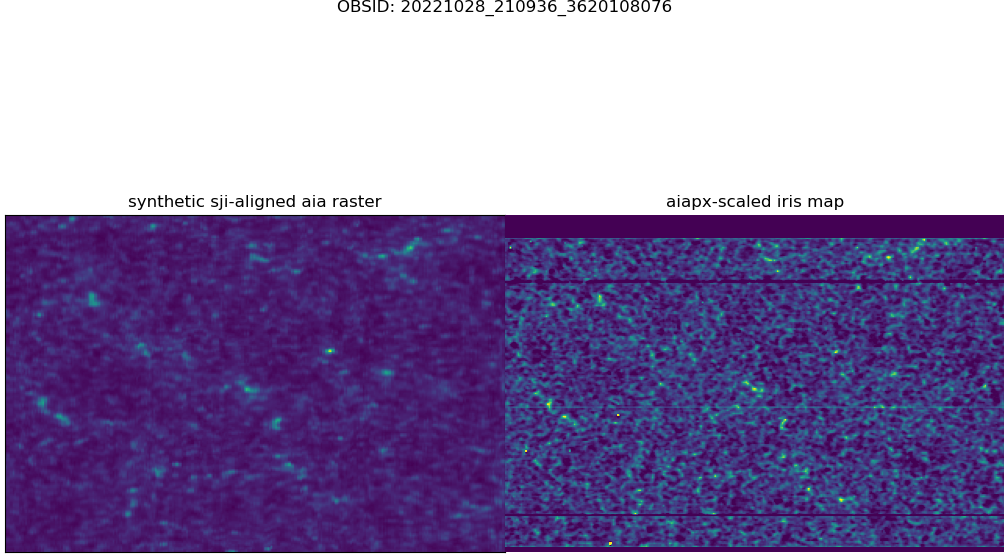 OBSID: 20221028_210936_3620108076
synthetic sji-aligned aia raster
aiapx-scaled iris map